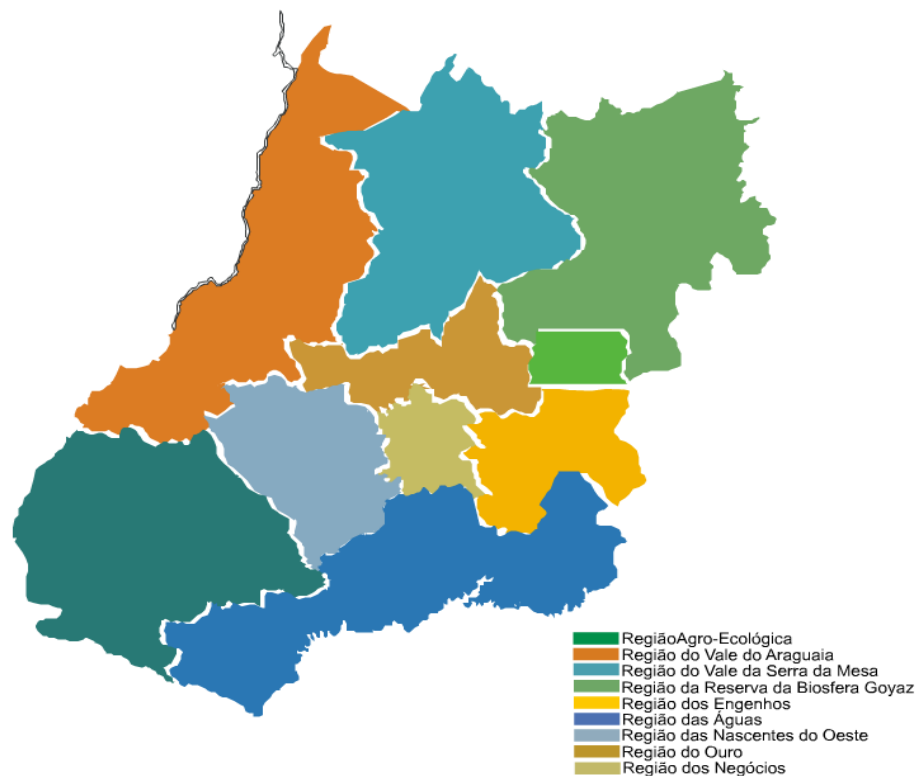 RegiãoAgro-Ecológica
Região do Vale do Araguaia
Região do Vale da Serra da Mesa
Região da Reserva da Biosfera Goyaz
Região dos Engenhos
Região das Águas
Região das Nascentes do Oeste
Região do Ouro
Região dos Negócios